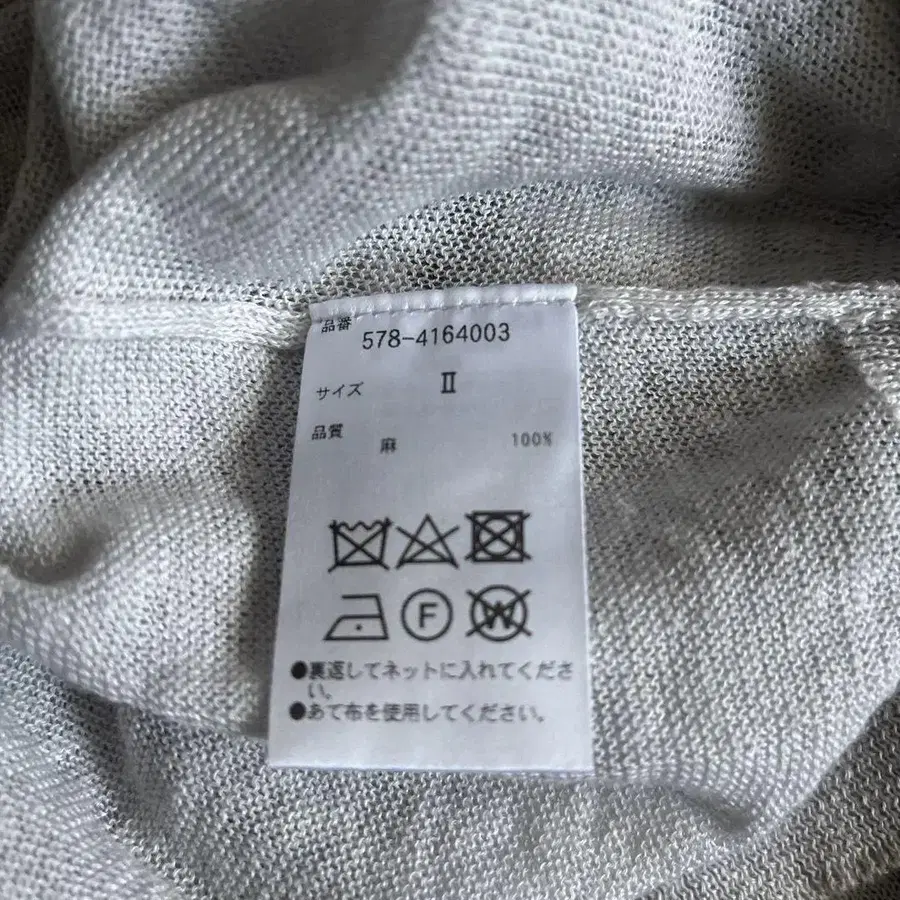 品番 578-4164003
サイズ Ⅱ
品質 麻 100%
F W
●裏返してネットに入れてくださ
い。
●あて布を使用してください。